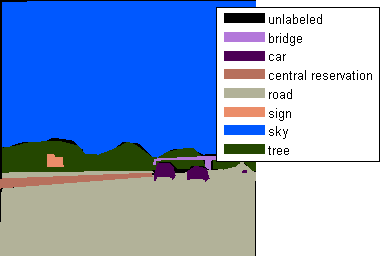 unlabeled
bridge
car
central reservation
road
sign
sky
tree